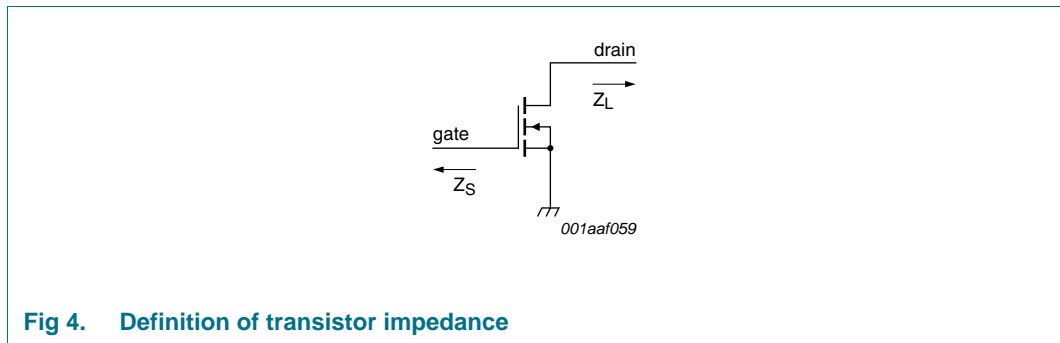 drain
Z_L
gate
Z_S
001aaf059
Fig 4. Definition of transistor impedance